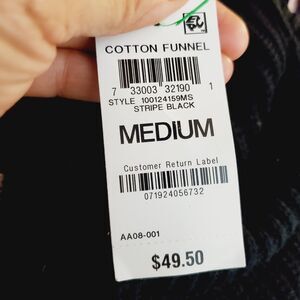 COTTON FUNNEL
7 33003 32190 1
STYLE 100124159MS
STRIPE BLACK
MEDIUM
Customer Return Label
071924056732
AA08-001
$49.50